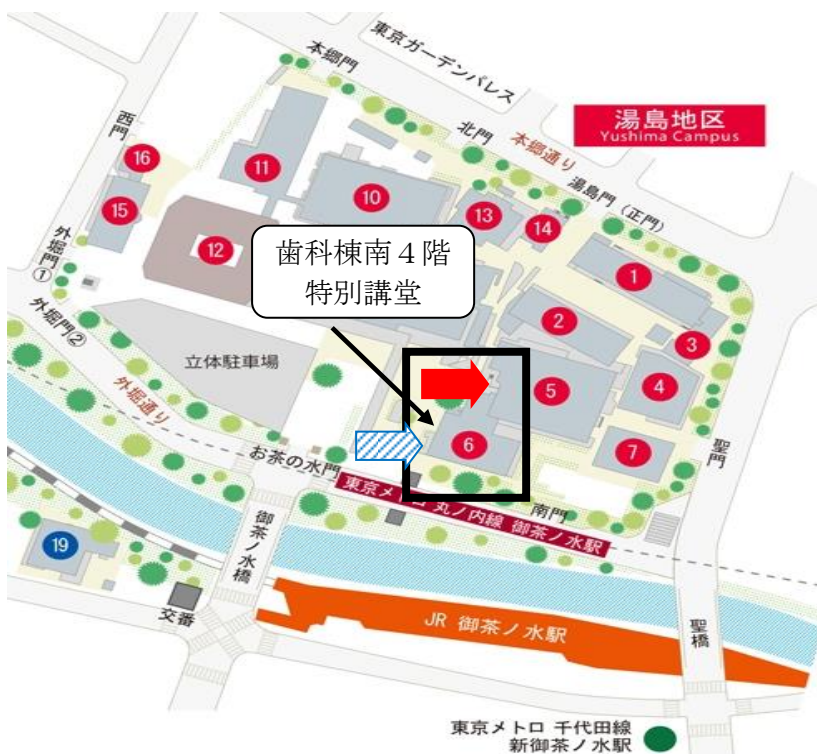 東京ガーデンパレス
本郷門
湯島地区
Yushima Campus
北門
本郷通り
西門
湯島門(正門)
16
11
10
13
14
15
12
外堀門①
歯科棟南4階
特別講堂
1
2
3
外堀門②
立体駐車場
5
4
外堀通り
6
7
聖門
お茶の水門
東京メトロ 丸ノ内線 御茶ノ水駅
南門
19
御茶ノ水橋
交番
JR 御茶ノ水駅
聖橋
東京メトロ 千代田線
新御茶ノ水駅